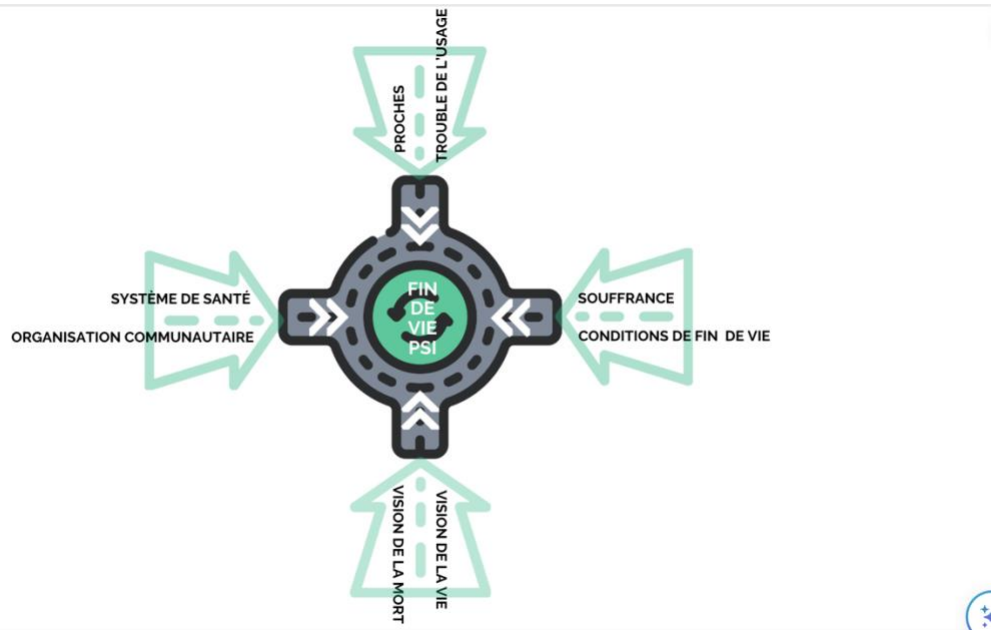 PROCHES
TROUBLE DE L'USAGE
SYSTÈME DE SANTÉ
ORGANISATION COMMUNAUTAIRE
FIN
DE
VIE
PSI
SOUFFRANCE
CONDITIONS DE FIN DE VIE
VISION DE LA MORT
VISION DE LA VIE